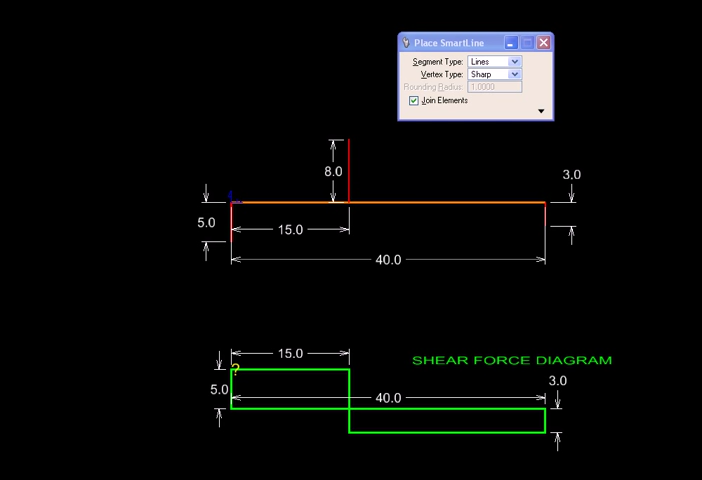 Place SmartLine
Segment Type: Lines
Vertex Type: Sharp
Rounding Radius: 1.0000
Join Elements
8.0
3.0
5.0
15.0
40.0
15.0
SHEAR FORCE DIAGRAM
?
5.0
40.0
3.0